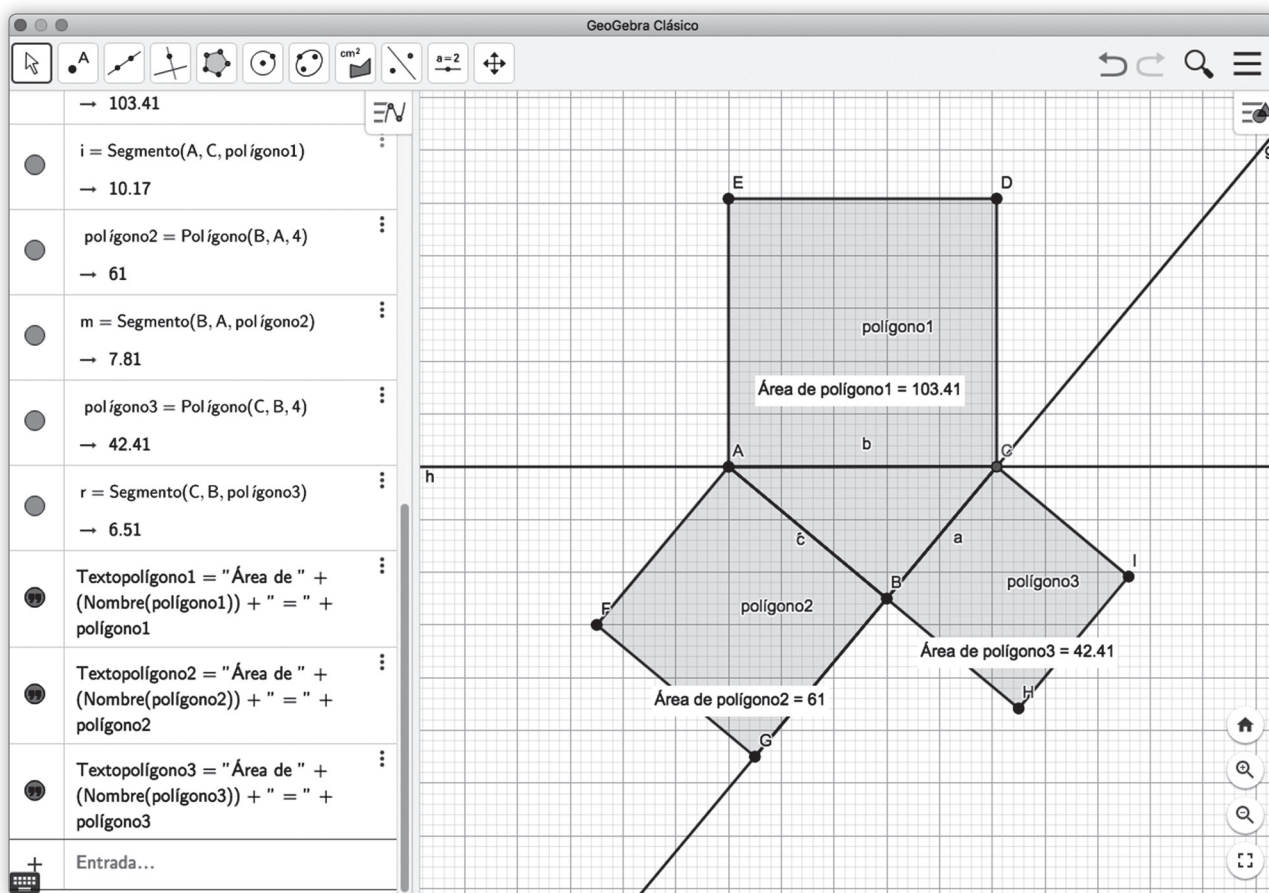 GeoGebra Clásico
A
cm²
a=2
→ 103.41
i = Segmento(A, C, polígono1)
→ 10.17
polígono2 = Polígono(B, A, 4)
→ 61
m = Segmento(B, A, polígono2)
→ 7.81
polígono3 = Polígono(C, B, 4)
→ 42.41
r = Segmento(C, B, polígono3)
→ 6.51
Textopolígono1 = "Área de " +
(Nombre(polígono1)) + " = " +
polígono1
Textopolígono2 = "Área de " +
(Nombre(polígono2)) + " = " +
polígono2
Textopolígono3 = "Área de " +
(Nombre(polígono3)) + " = " +
polígono3
+ Entrada...
g
E
D
polígono1
Área de polígono1 = 103.41
b
A
C
h
c
a
B
I
polígono3
F
polígono2
Área de polígono3 = 42.41
Área de polígono2 = 61
H
G